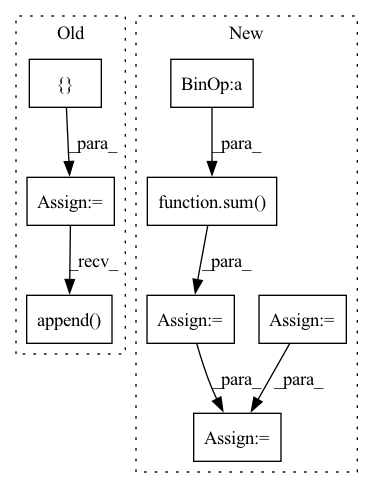 Old
New
{}
BinOp:a
_para_
_para_
Assign:=
function.sum()
_recv_
_para_
append()
Assign:=
Assign:=
_para_
_para_
Assign:=